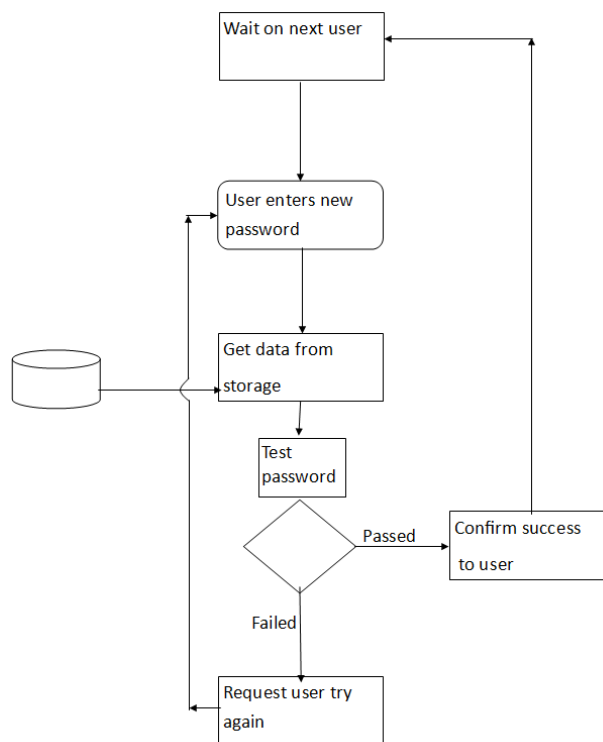 Wait on next user
User enters new
password
Get data from
storage
Test
password
Passed
Confirm success
to user
Failed
Request user try
again